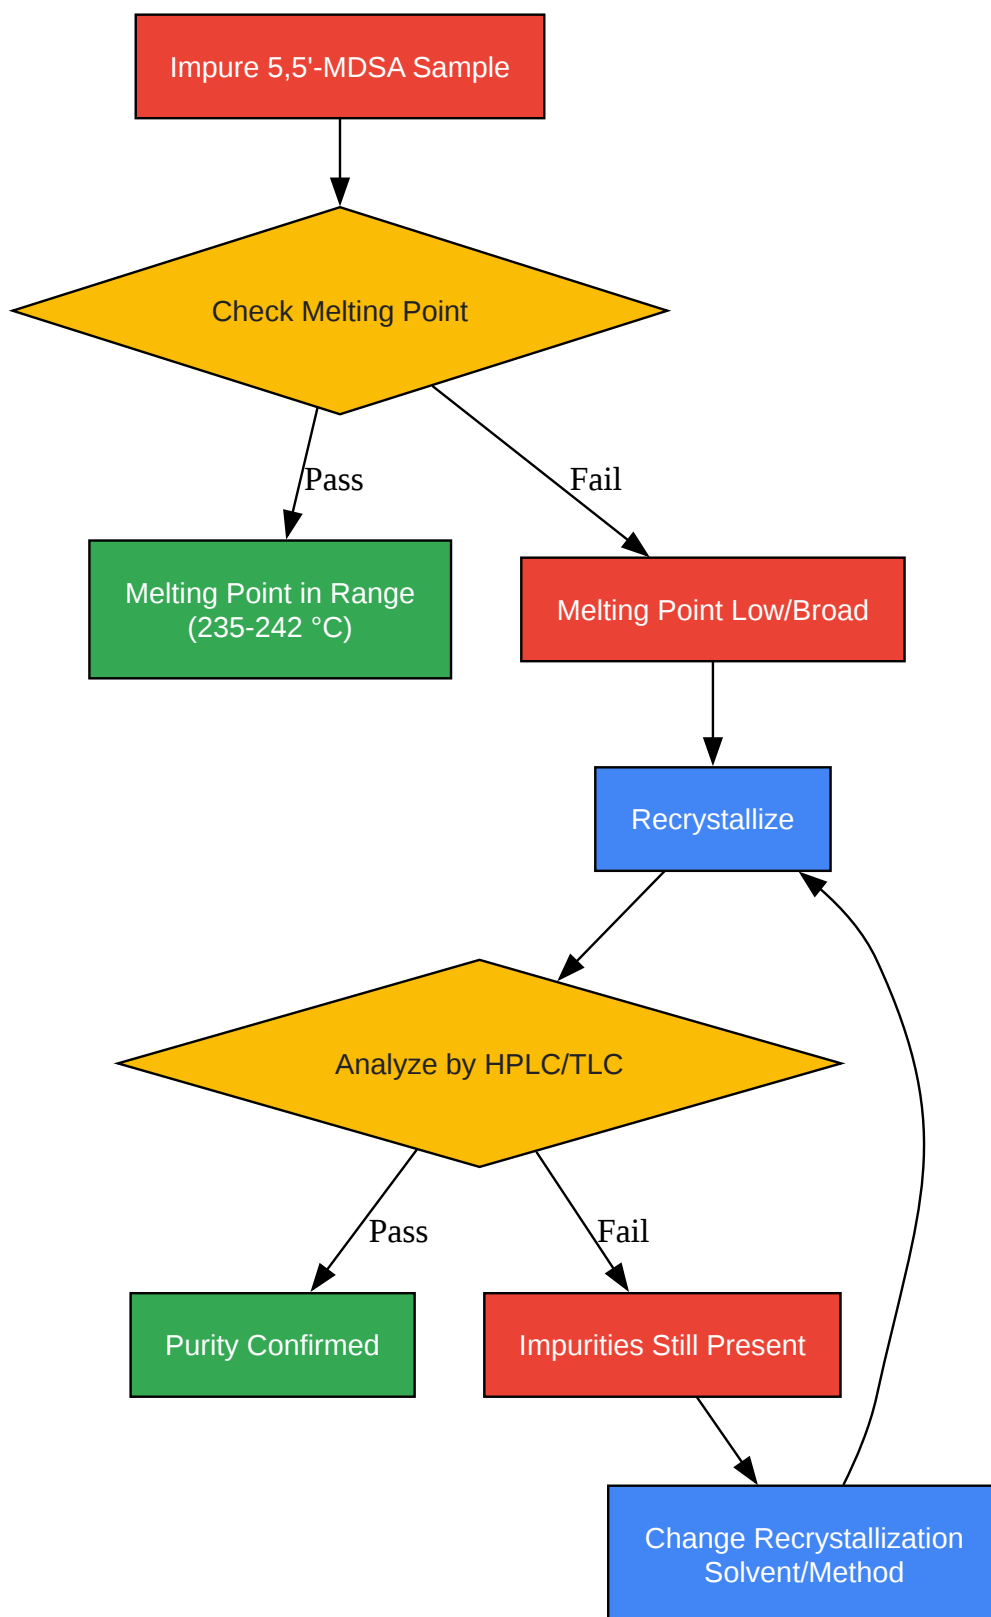 Impure 5,5'-MDSA Sample
Check Melting Point
Pass
Fail
Melting Point in Range
(235-242 °C)
Melting Point Low/Broad
Recrystallize
Analyze by HPLC/TLC
Pass
Fail
Purity Confirmed
Impurities Still Present
Change Recrystallization
Solvent/Method